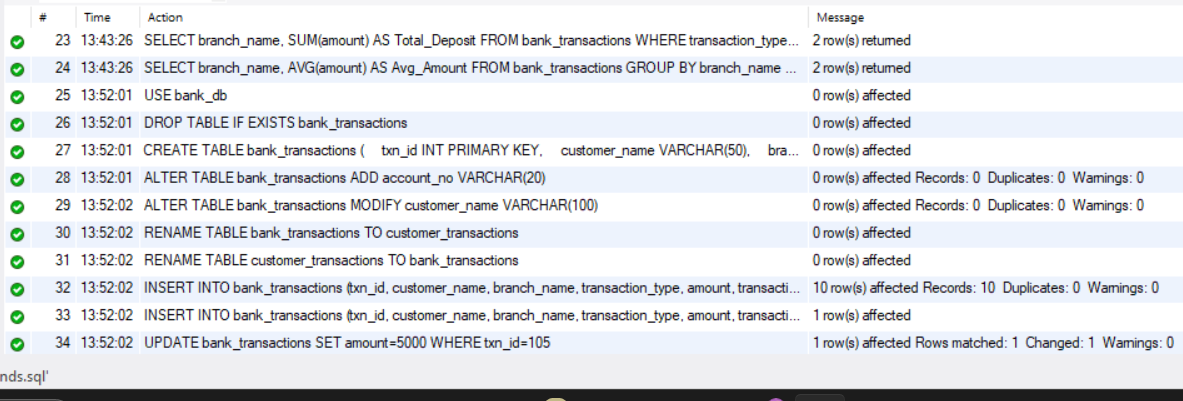 # Time Action Message
23 13:43:26 SELECT branch_name, SUM(amount) AS Total_Deposit FROM bank_transactions WHERE transaction_type... 2 row(s) returned
24 13:43:26 SELECT branch_name, AVG(amount) AS Avg_Amount FROM bank_transactions GROUP BY branch_name ... 2 row(s) returned
25 13:52:01 USE bank_db 0 row(s) affected
26 13:52:01 DROP TABLE IF EXISTS bank_transactions 0 row(s) affected
27 13:52:01 CREATE TABLE bank_transactions (     txn_id INT PRIMARY KEY,     customer_name VARCHAR(50),     bra... 0 row(s) affected
28 13:52:01 ALTER TABLE bank_transactions ADD account_no VARCHAR(20) 0 row(s) affected Records: 0  Duplicates: 0  Warnings: 0
29 13:52:02 ALTER TABLE bank_transactions MODIFY customer_name VARCHAR(100) 0 row(s) affected Records: 0  Duplicates: 0  Warnings: 0
30 13:52:02 RENAME TABLE bank_transactions TO customer_transactions 0 row(s) affected
31 13:52:02 RENAME TABLE customer_transactions TO bank_transactions 0 row(s) affected
32 13:52:02 INSERT INTO bank_transactions (txn_id, customer_name, branch_name, transaction_type, amount, transacti... 10 row(s) affected Records: 10  Duplicates: 0  Warnings: 0
33 13:52:02 INSERT INTO bank_transactions (txn_id, customer_name, branch_name, transaction_type, amount, transacti... 1 row(s) affected
34 13:52:02 UPDATE bank_transactions SET amount=5000 WHERE txn_id=105 1 row(s) affected Rows matched: 1  Changed: 1  Warnings: 0
nds.sql'